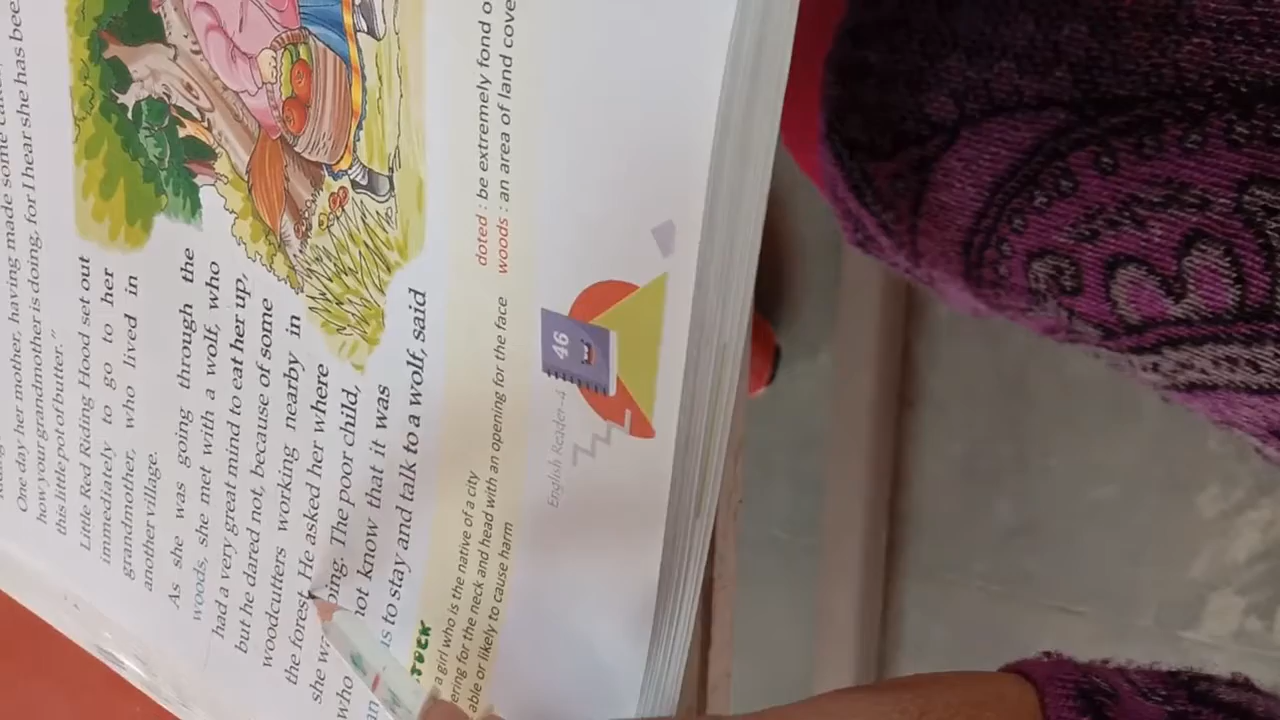 One day her mother, having made some
how your grandmother is doing, for I hear she has bee
this little pot of butter."
Little Red Riding Hood set out
immediately to go to her
grandmother, who lived in
another village.
As she was going through the
woods, she met with a wolf, who
had a very great mind to eat her up,
but he dared not, because of some
woodcutters working nearby in
the forest. He asked her where
she w
oing. The poor child,
who
not know that it was
an
s to stay and talk to a wolf, said
TOCK
a girl who is the native of a city
ering for the neck and head with an opening for the face
able or likely to cause harm
doted : be extremely fond o
woods : an area of land cove
English Reader-4
46